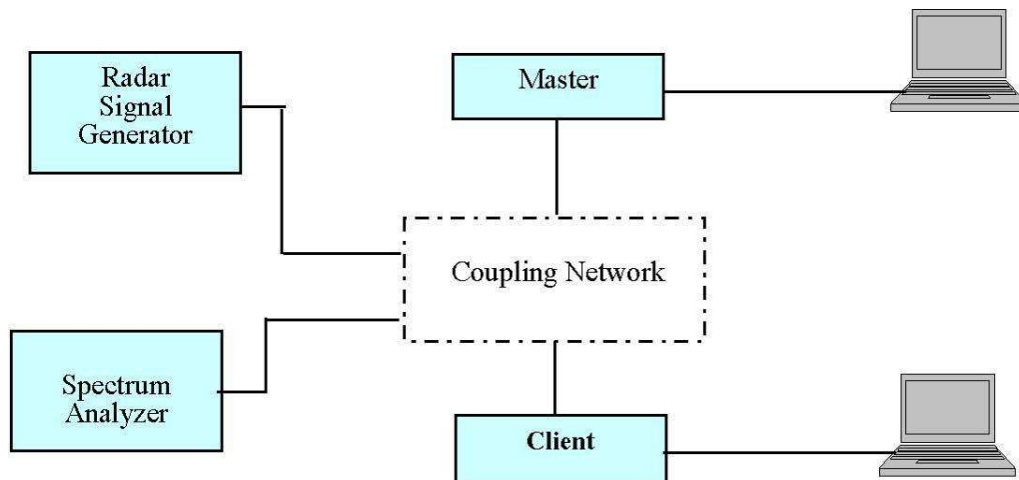 Radar
Signal
Generator
Master
Coupling Network
Spectrum
Analyzer
Client